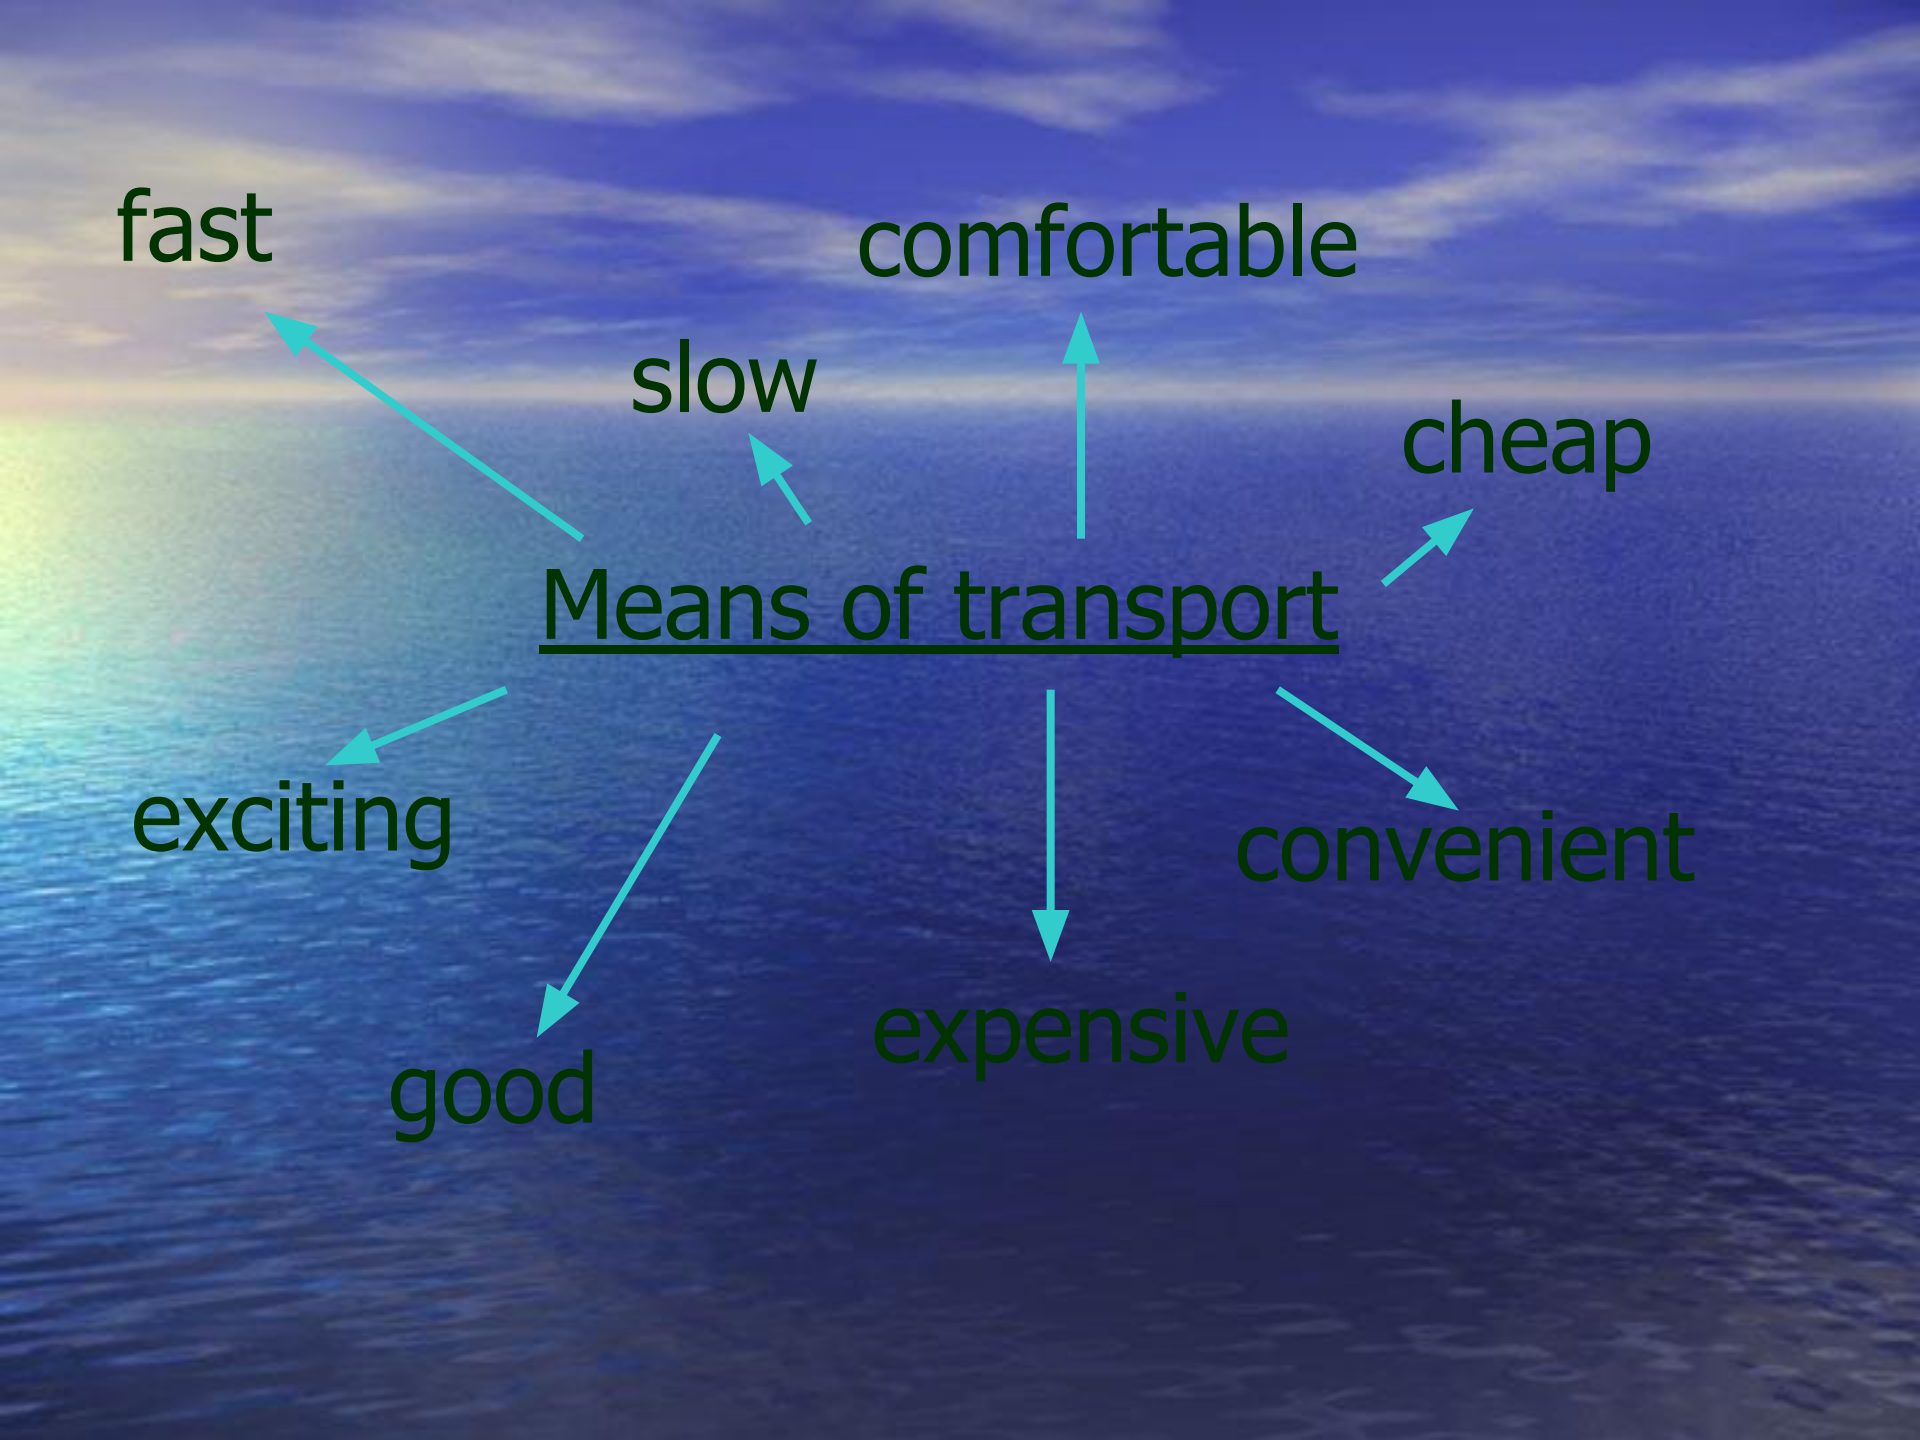 fast
comfortable
slow
cheap
Means of transport
exciting
convenient
expensive
good